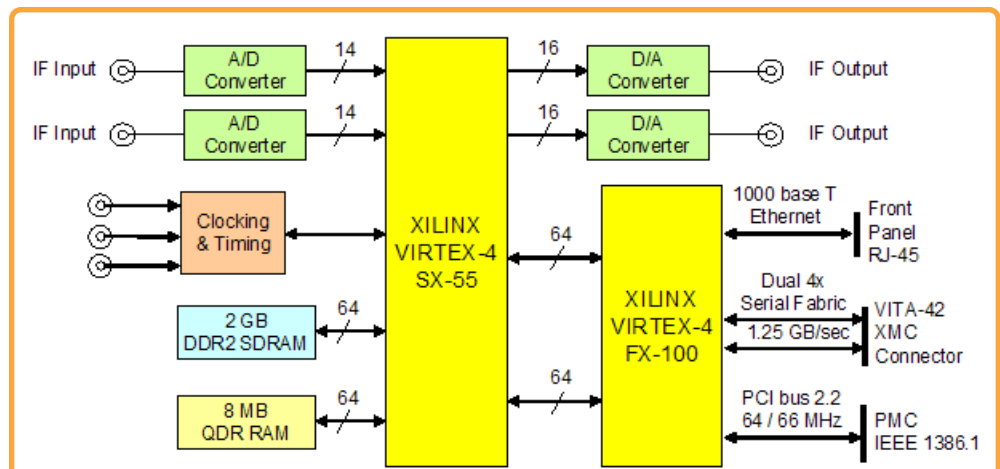 IF Input
A/D
Converter
14
16
D/A
Converter
IF Output
IF Input
A/D
Converter
14
16
D/A
Converter
IF Output
Clocking
& Timing
XILINX
VIRTEX-4
SX-55
64
1000 base T
Ethernet
Front
Panel
RJ-45
2 GB
DDR2 SDRAM
64
XILINX
VIRTEX-4
FX-100
Dual 4x
Serial Fabric
1.25 GB/sec
VITA-42
XMC
Connector
8 MB
QDR RAM
64
64
PCI bus 2.2
64 / 66 MHz
PMC
IEEE 1386.1